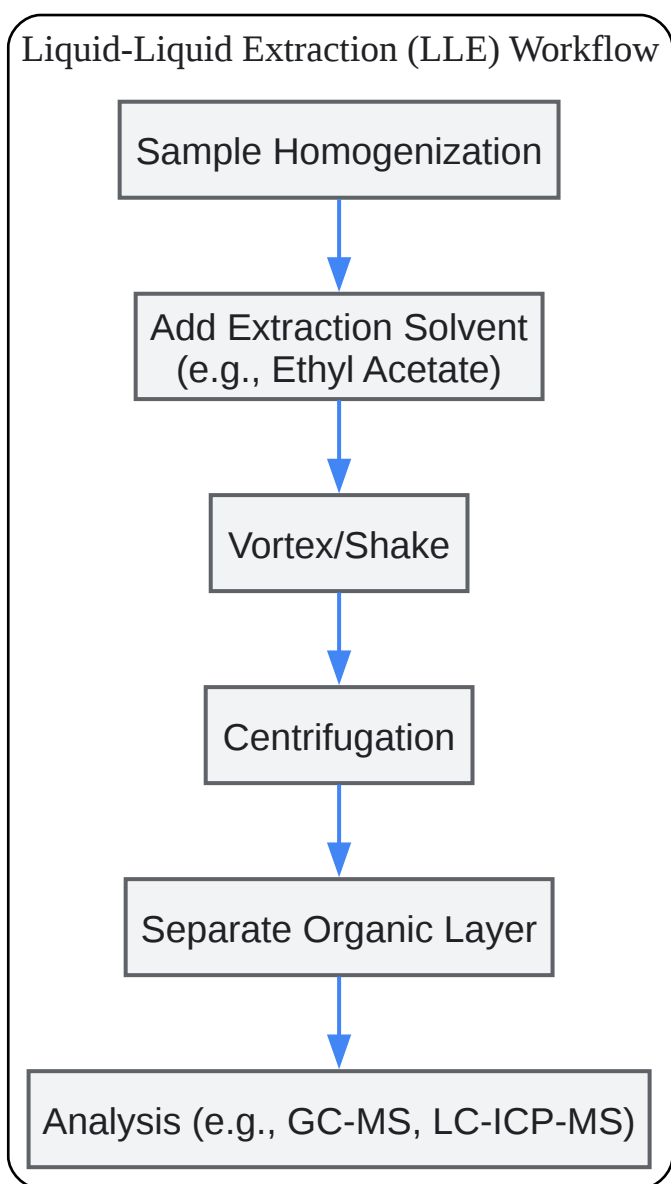 Liquid-Liquid Extraction (LLE) Workflow
Sample Homogenization
Add Extraction Solvent
(e.g., Ethyl Acetate)
Vortex/Shake
Centrifugation
Separate Organic Layer
Analysis (e.g., GC-MS, LC-ICP-MS)